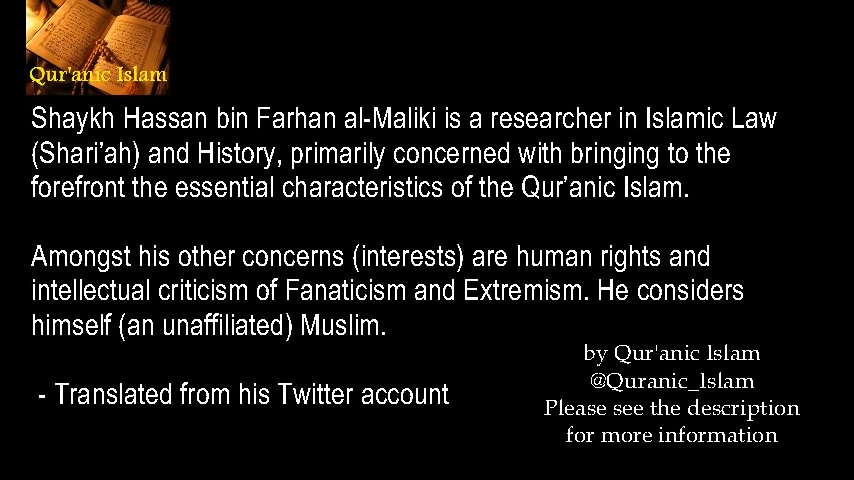 Qur'anic Islam
Shaykh Hassan bin Farhan al-Maliki is a researcher in Islamic Law
(Shari’ah) and History, primarily concerned with bringing to the
forefront the essential characteristics of the Qur’anic Islam.
Amongst his other concerns (interests) are human rights and
intellectual criticism of Fanaticism and Extremism. He considers
himself (an unaffiliated) Muslim.
- Translated from his Twitter account
by Qur'anic Islam
@Quranic_Islam
Please see the description
for more information